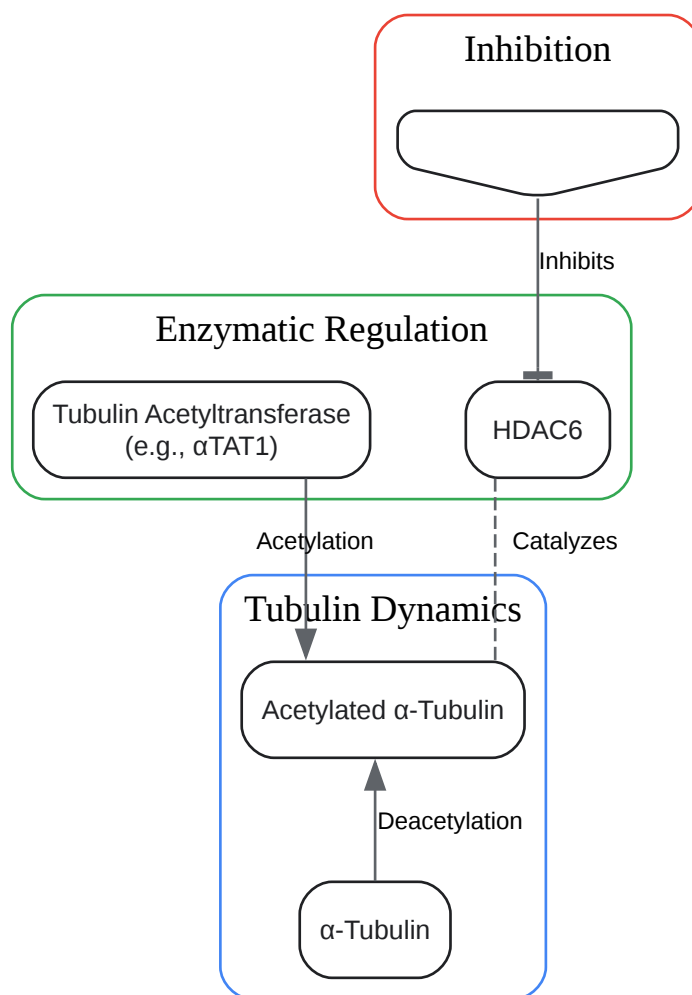 Inhibition
Inhibits
Enzymatic Regulation
Tubulin Acetyltransferase
(e.g., αTAT1)
HDAC6
Acetylation
Catalyzes
Tubulin Dynamics
Acetylated α-Tubulin
Deacetylation
α-Tubulin